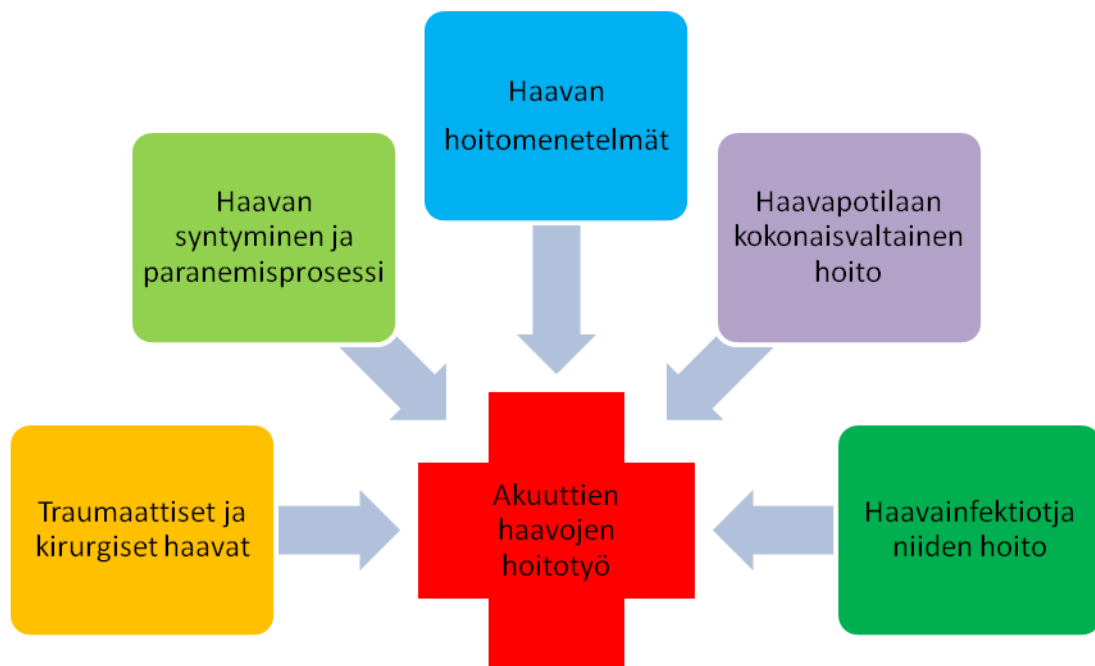 Haavan
hoitomenetelmät
Haavan
syntyminen ja
paranemisprosessi
Haavapotilaan
kokonaisvaltainen
hoito
Traumaattiset ja
kirurgiset haavat
Akuuttien
haavojen
hoitotyö
Haavainfektiotja
niiden hoito